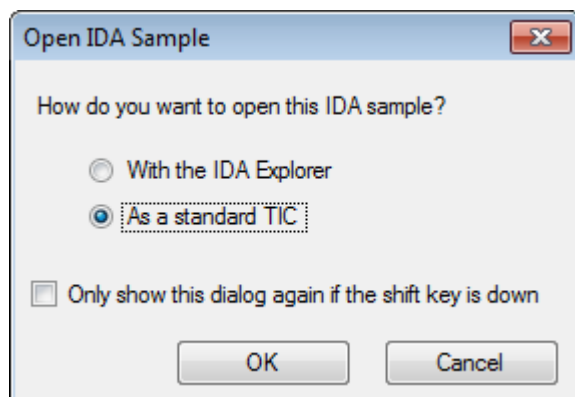 Open IDA Sample
How do you want to open this IDA sample?
With the IDA Explorer
As a standard TIC
Only show this dialog again if the shift key is down
OK
Cancel